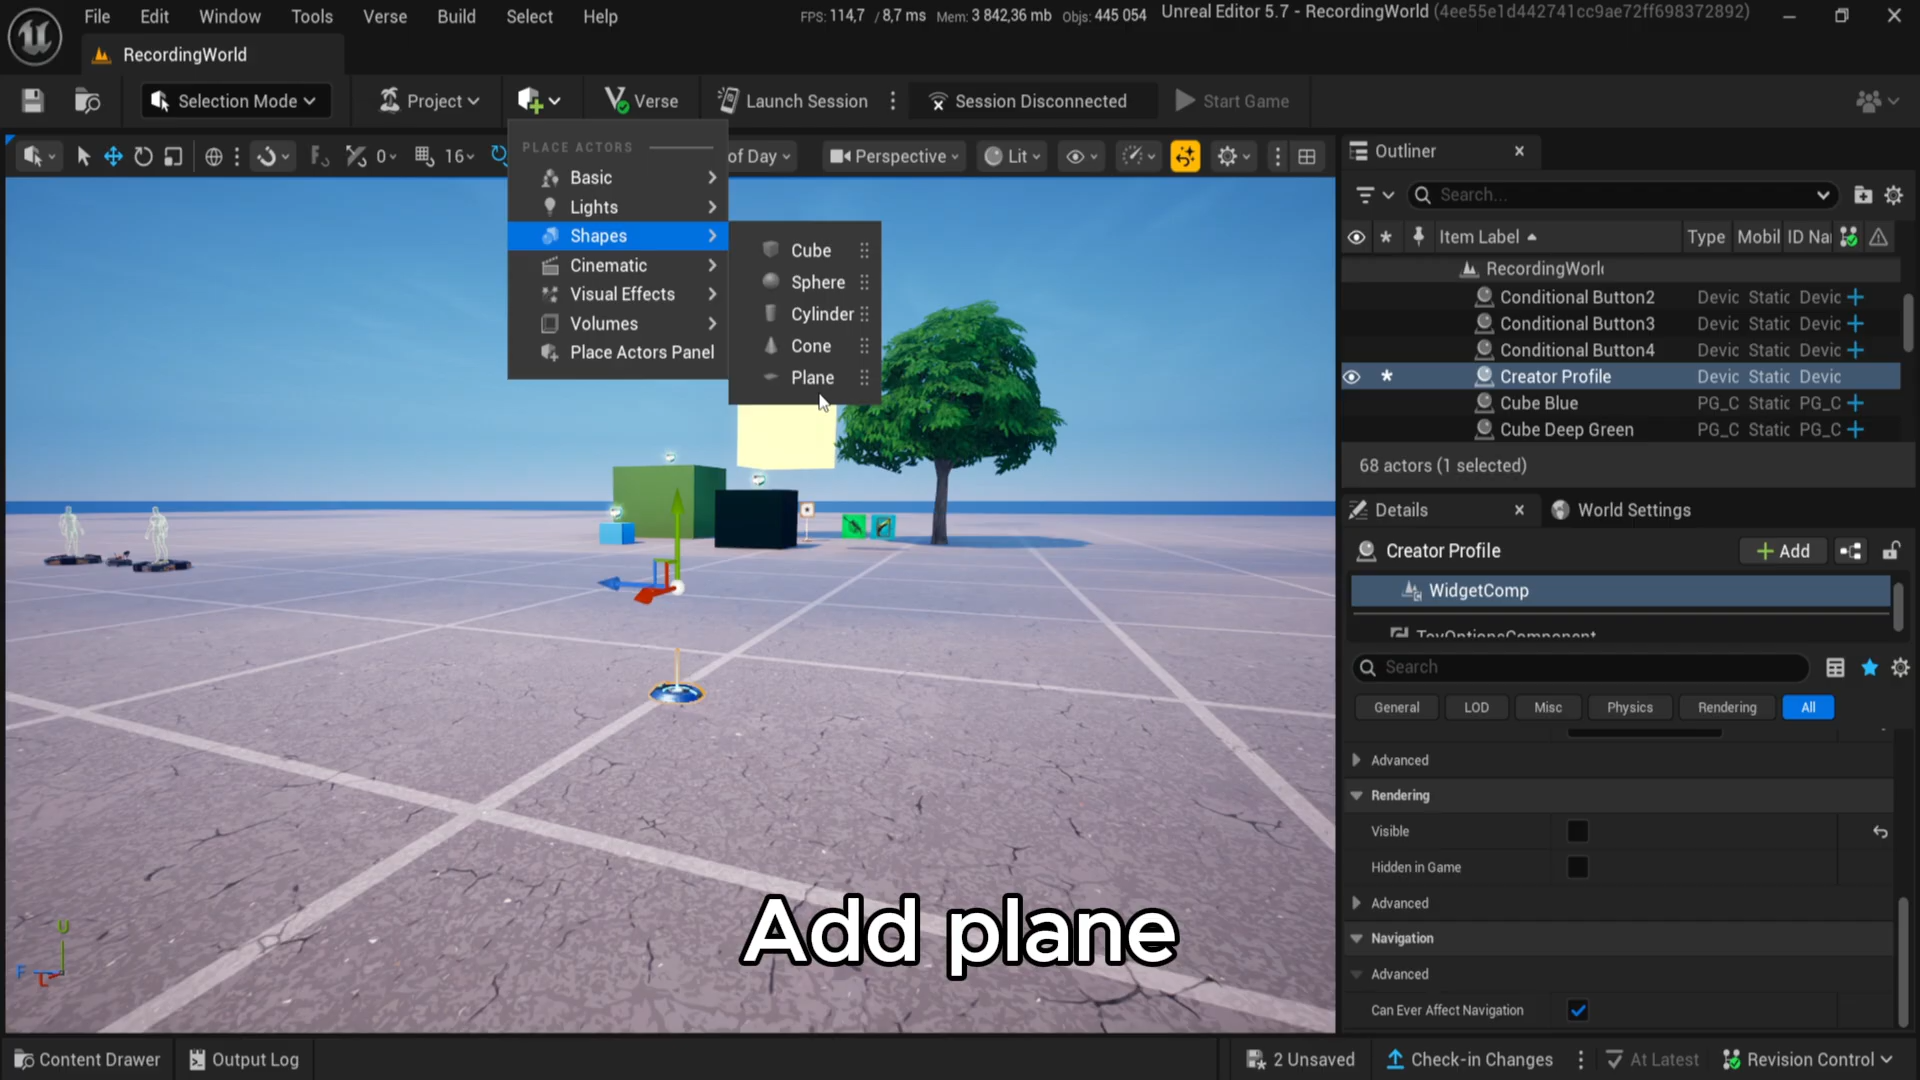 File Edit Window Tools Verse Build Select Help
FPS: 114,7 / 8,7 ms Mem: 3 842,36 mb Objs: 445 054
Unreal Editor 5.7 - RecordingWorld (4ee55e1d442741cc9ae72ff698372892)
RecordingWorld
Selection Mode
Project
Verse
Launch Session
Session Disconnected
Start Game
0
16
of Day
Perspective
Lit
PLACE ACTORS
Basic
Lights
Shapes
Cinematic
Visual Effects
Volumes
Place Actors Panel
Cube
Sphere
Cylinder
Cone
Plane
Add plane
Outliner
Search...
Item Label Type Mobil ID Na
RecordingWorl
Conditional Button2 Devic Static Devic
Conditional Button3 Devic Static Devic
Conditional Button4 Devic Static Devic
Creator Profile Devic Static Devic
Cube Blue PG_C Static PG_C
Cube Deep Green PG_C Static PG_C
68 actors (1 selected)
Details
World Settings
Creator Profile
Add
WidgetComp
ToyOptionsComponent
Search
General LOD Misc Physics Rendering All
Advanced
Rendering
Visible
Hidden in Game
Advanced
Navigation
Advanced
Can Ever Affect Navigation
F
U
L
Content Drawer
Output Log
2 Unsaved
Check-in Changes
At Latest
Revision Control